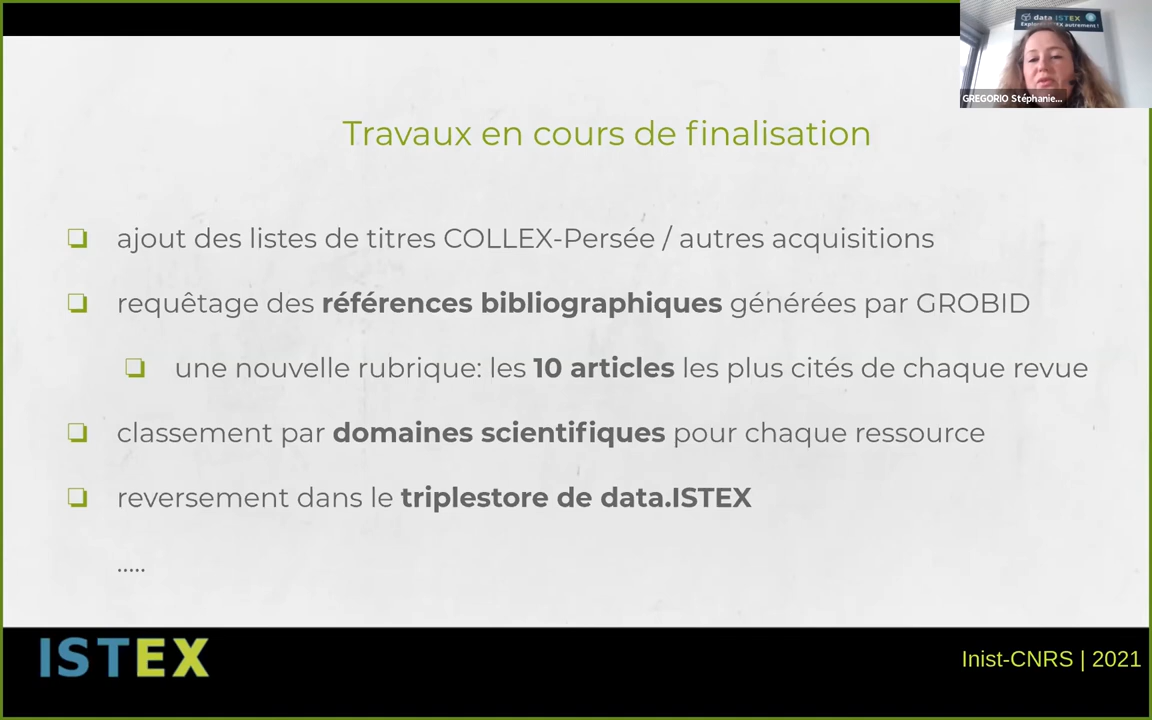 data ISTEX
GREGORIO Stéphanie...
Travaux en cours de finalisation
ajout des listes de titres COLLEX-Persée / autres acquisitions
requêtage des références bibliographiques générées par GROBID
une nouvelle rubrique: les 10 articles les plus cités de chaque revue
classement par domaines scientifiques pour chaque ressource
reversement dans le triplestore de data.ISTEX
.....
ISTEX
Inist-CNRS | 2021